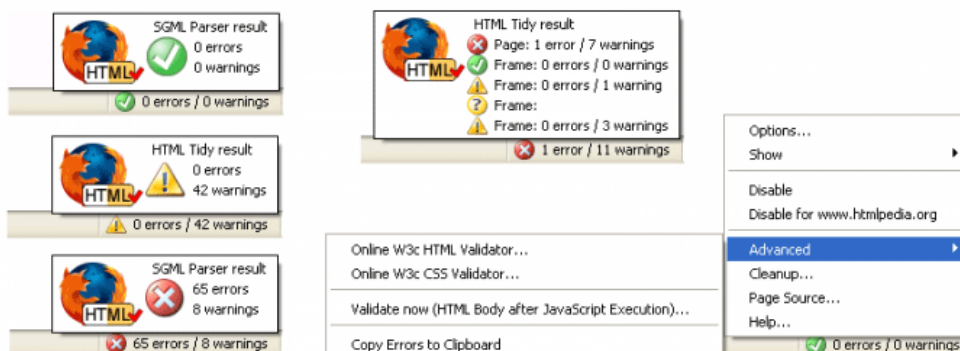 SGML Parser result
0 errors
0 warnings
HTML
0 errors / 0 warnings
HTML Tidy result
0 errors
42 warnings
HTML
0 errors / 42 warnings
SGML Parser result
65 errors
8 warnings
HTML
65 errors / 8 warnings
HTML Tidy result
Page: 1 error / 7 warnings
Frame: 0 errors / 0 warnings
Frame: 0 errors / 1 warning
Frame:
Frame: 0 errors / 3 warnings
HTML
1 error / 11 warnings
Online W3c HTML Validator...
Online W3c CSS Validator...
Validate now (HTML Body after JavaScript Execution)...
Copy Errors to Clipboard
Options...
Show
Disable
Disable for www.htmlpedia.org
Advanced
Cleanup...
Page Source...
Help...
0 errors / 0 warnings